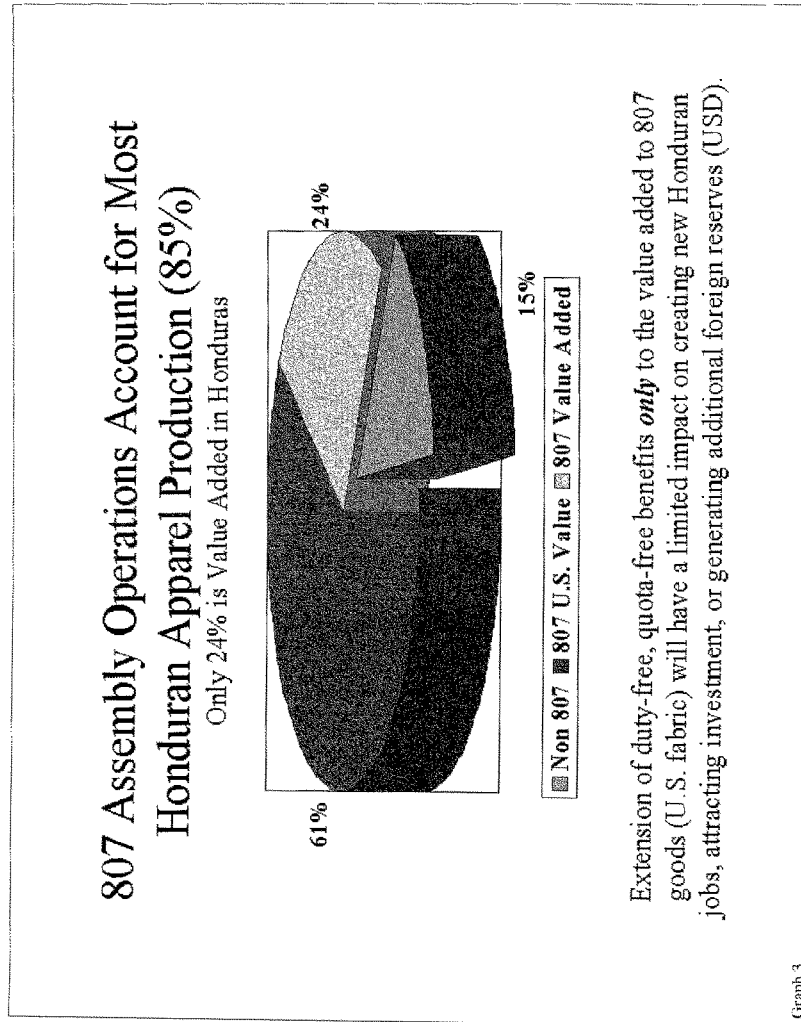 807 Assembly Operations Account for Most
Honduran Apparel Production (85%)
Only 24% is Value Added in Honduras
61%
24%
15%
Non 807 807 U.S. Value 807 Value Added
Extension of duty-free, quota-free benefits only to the value added to 807
goods (U.S. fabric) will have a limited impact on creating new Honduran
jobs, attracting investment, or generating additional foreign reserves (USD).
Graph 3